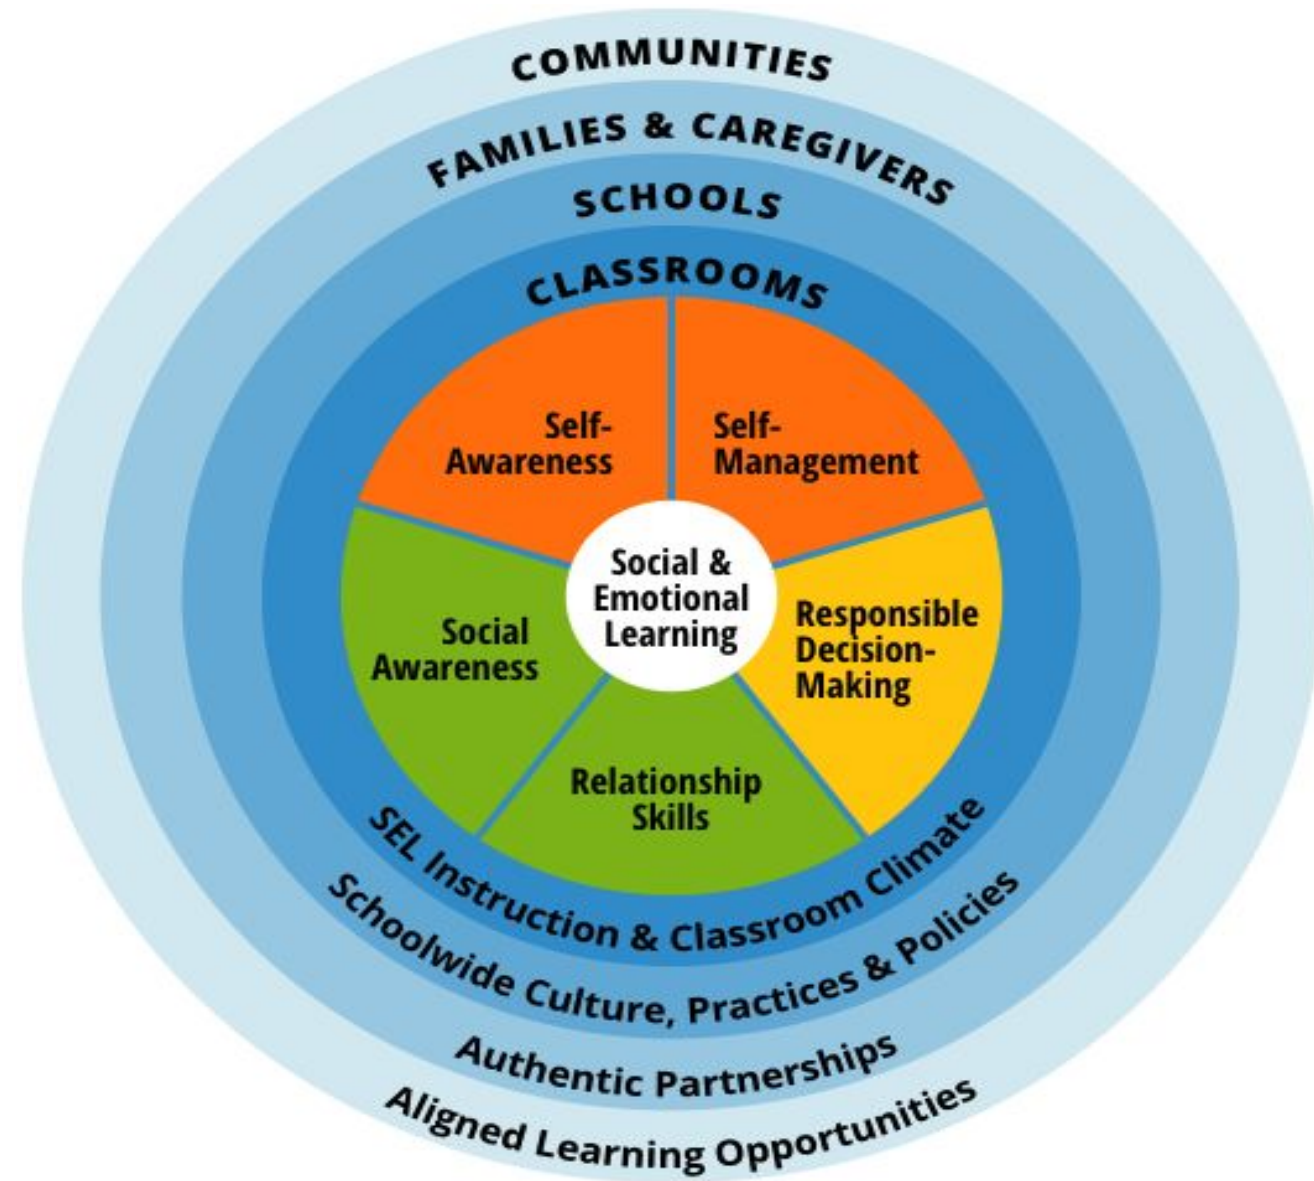 COMMUNITIES
FAMILIES & CAREGIVERS
SCHOOLS
CLASSROOMS
Self-
Awareness
Self-
Management
Social &
Emotional
Learning
Social
Awareness
Responsible
Decision-
Making
Relationship
Skills
SEL Instruction & Classroom Climate
Schoolwide Culture, Practices & Policies
Authentic Partnerships
Aligned Learning Opportunities